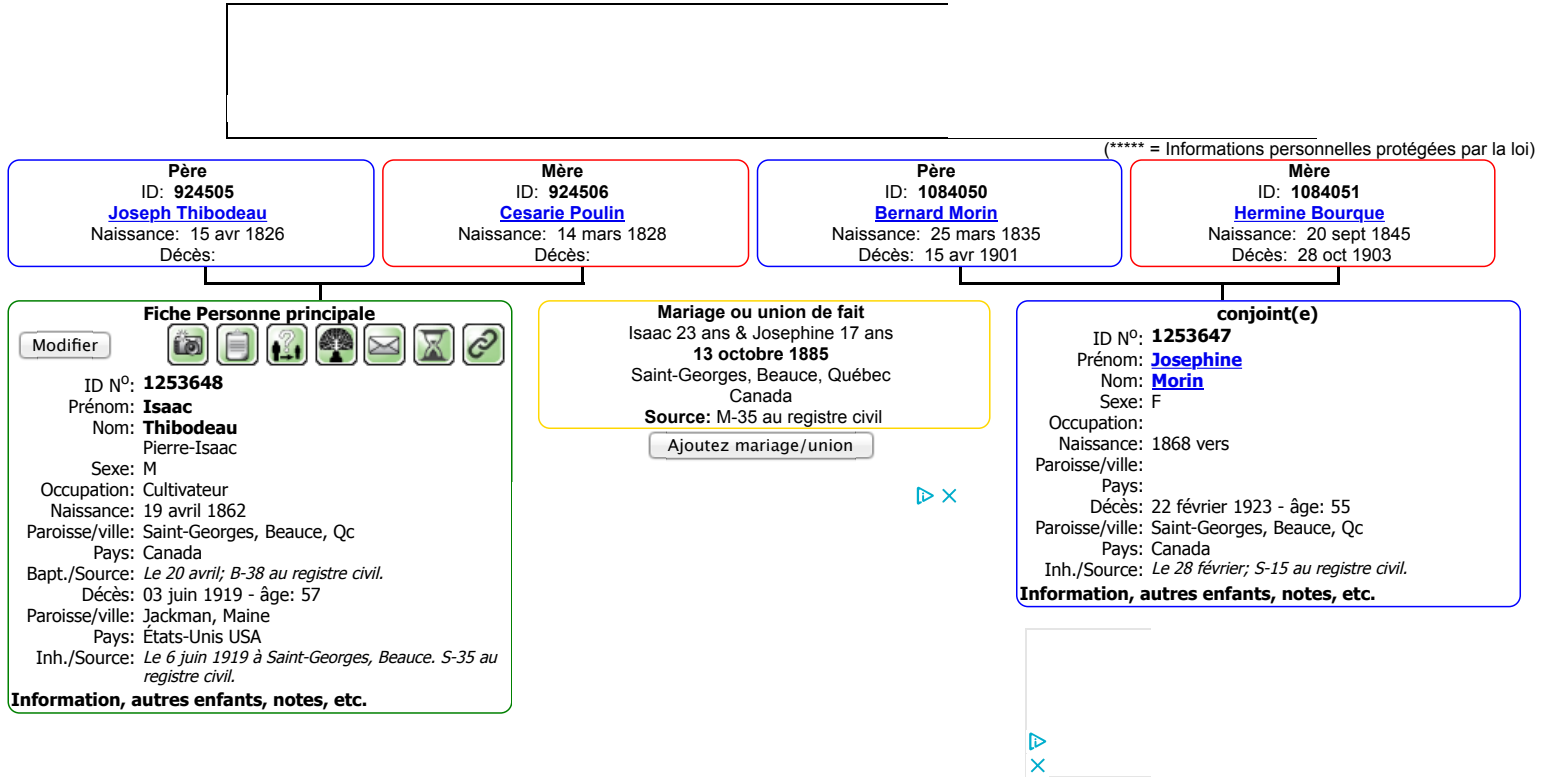 (***** = Informations personnelles protégées par la loi)
Père
ID: 924505
Joseph Thibodeau
Naissance: 15 avr 1826
Décès:
Mère
ID: 924506
Cesarie Poulin
Naissance: 14 mars 1828
Décès:
Père
ID: 1084050
Bernard Morin
Naissance: 25 mars 1835
Décès: 15 avr 1901
Mère
ID: 1084051
Hermine Bourque
Naissance: 20 sept 1845
Décès: 28 oct 1903
Fiche Personne principale
Modifier
ID Nº: 1253648
Prénom: Isaac
Nom: Thibodeau
Pierre-Isaac
Sexe: M
Occupation: Cultivateur
Naissance: 19 avril 1862
Paroisse/ville: Saint-Georges, Beauce, Qc
Pays: Canada
Bapt./Source: Le 20 avril; B-38 au registre civil.
Décès: 03 juin 1919 - âge: 57
Paroisse/ville: Jackman, Maine
Pays: États-Unis USA
Inh./Source: Le 6 juin 1919 à Saint-Georges, Beauce. S-35 au
registre civil.
Information, autres enfants, notes, etc.
Mariage ou union de fait
Isaac 23 ans & Josephine 17 ans
13 octobre 1885
Saint-Georges, Beauce, Québec
Canada
Source: M-35 au registre civil
Ajoutez mariage/union
conjoint(e)
ID Nº: 1253647
Prénom: Josephine
Nom: Morin
Sexe: F
Occupation:
Naissance: 1868 vers
Paroisse/ville:
Pays:
Décès: 22 février 1923 - âge: 55
Paroisse/ville: Saint-Georges, Beauce, Qc
Pays: Canada
Inh./Source: Le 28 février; S-15 au registre civil.
Information, autres enfants, notes, etc.